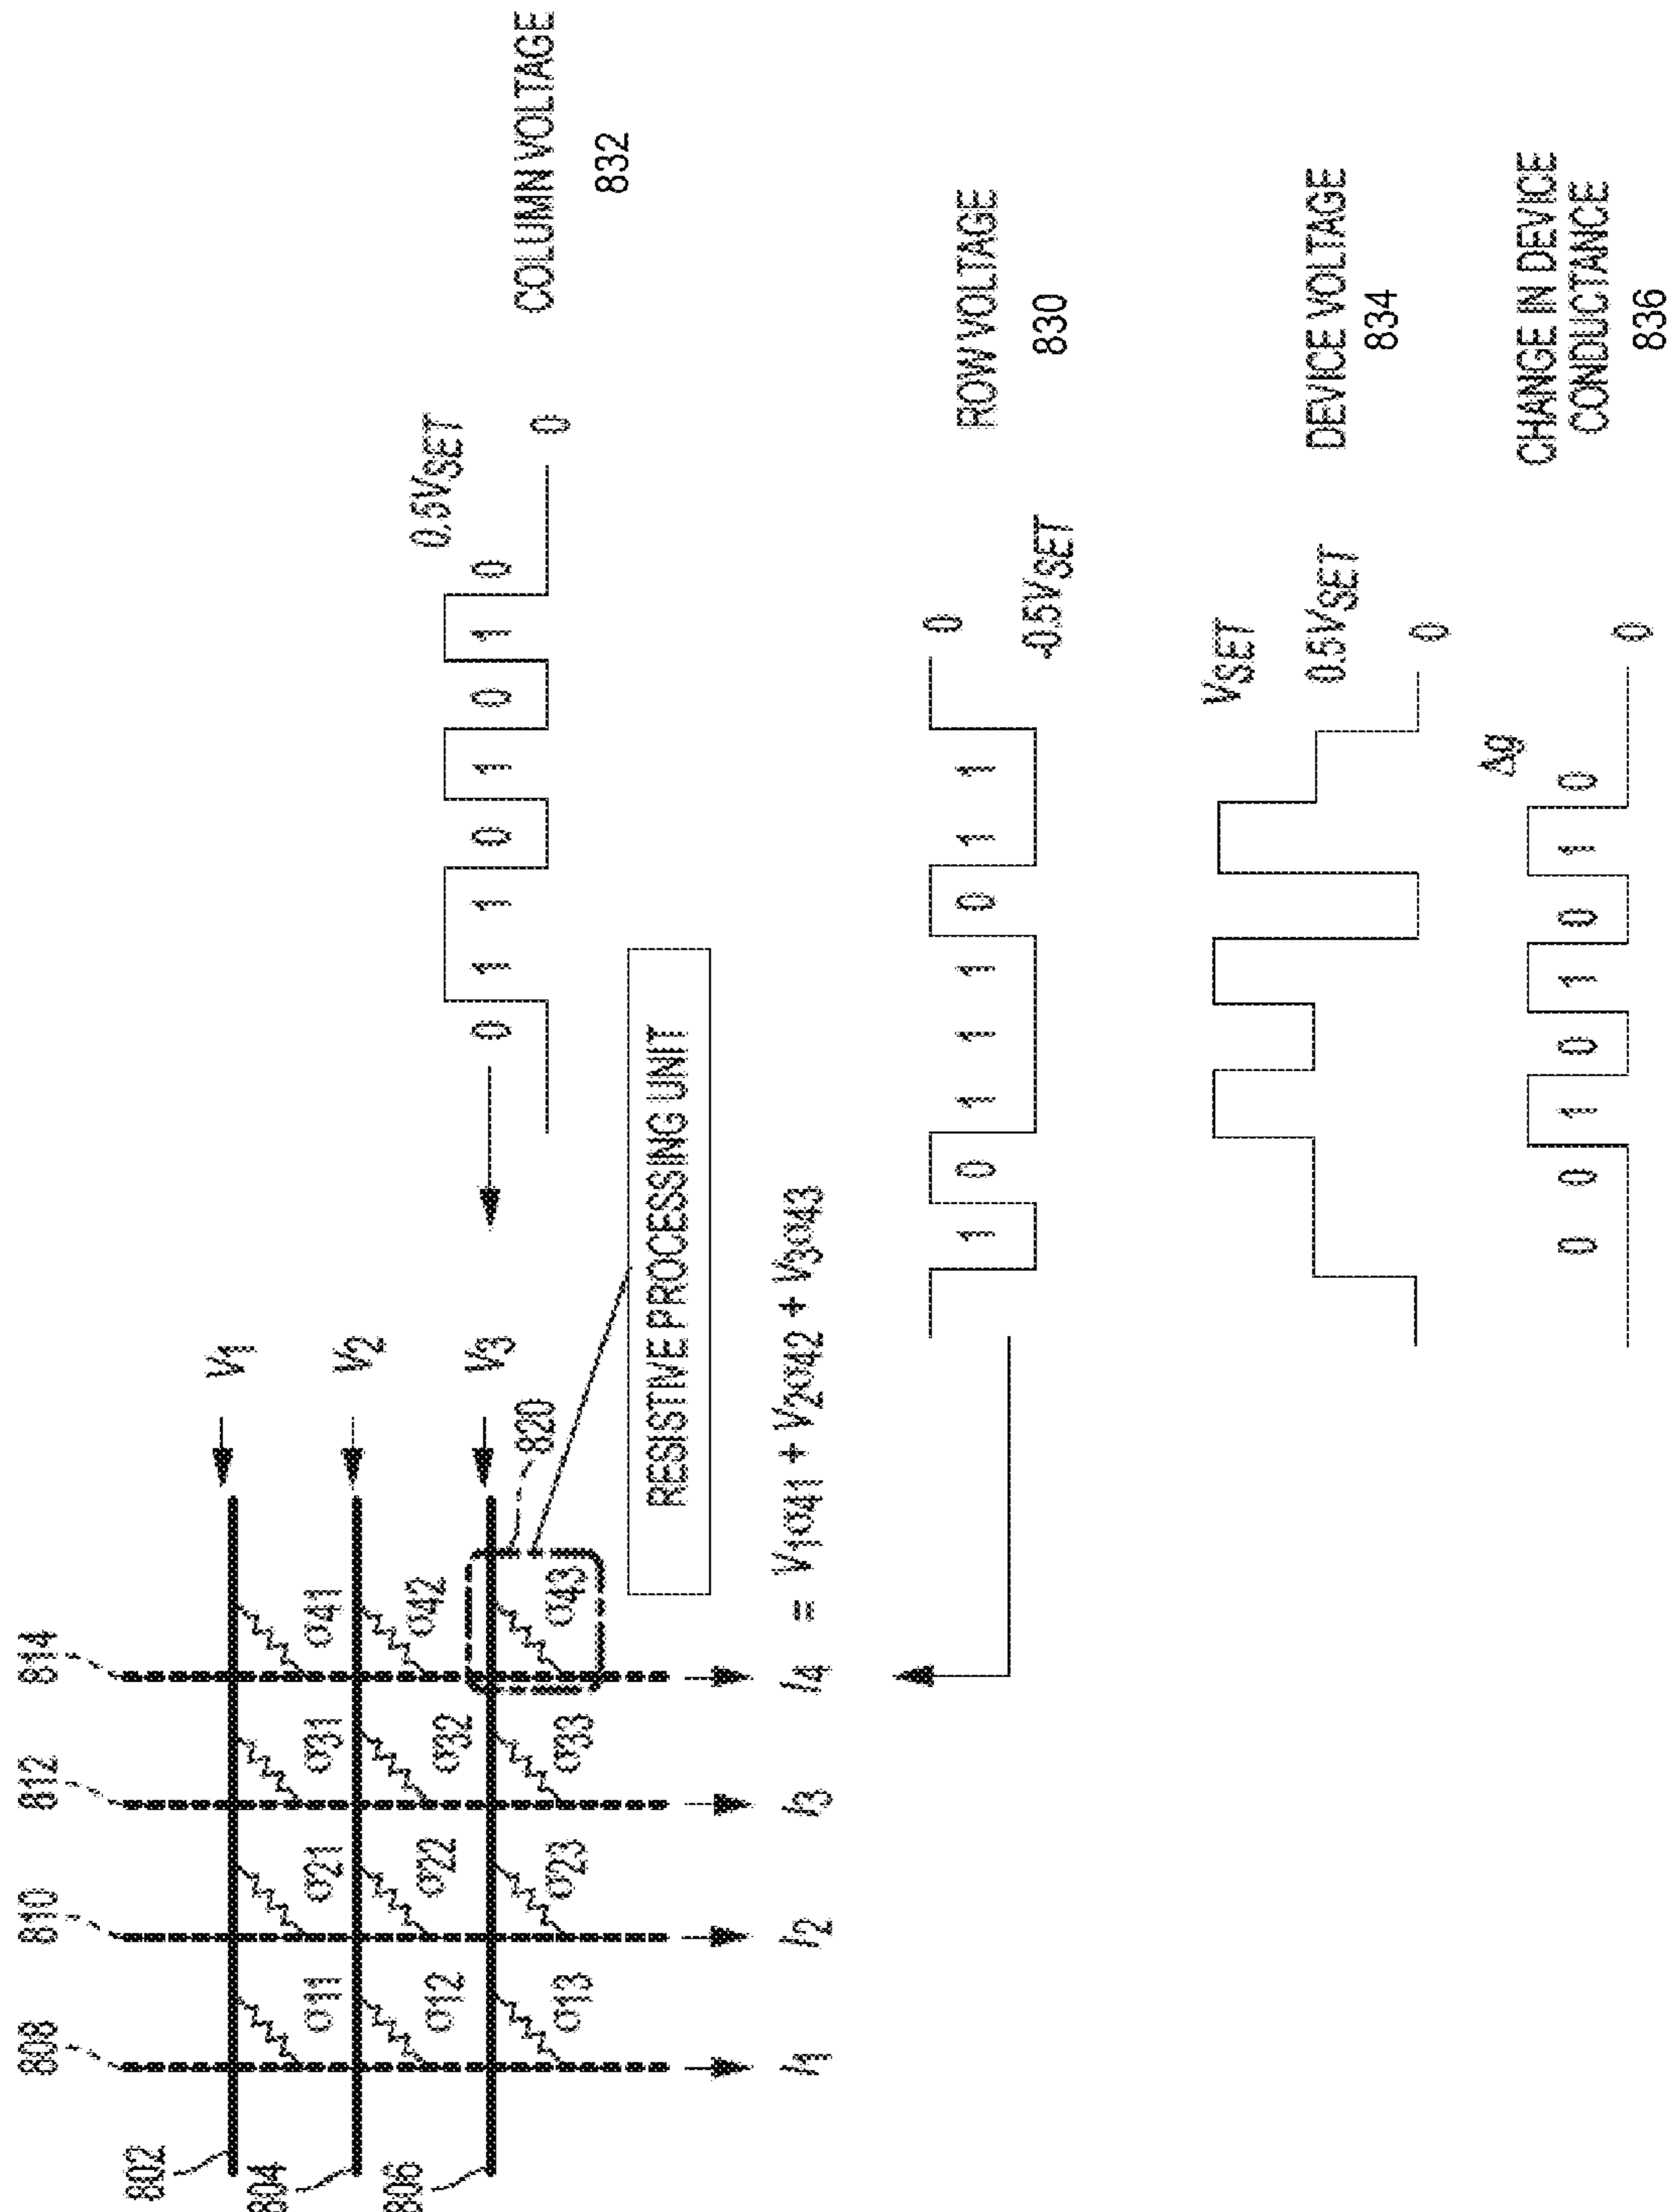 808 810 812 814
802
804
806
σ11 σ21 σ31 σ41
σ12 σ22 σ32 σ42
σ13 σ23 σ33 σ43
V1
V2
V3
820
RESISTIVE PROCESSING UNIT
I1 I2 I3 I4 = V1σ41 + V2σ42 + V3σ43
0.5VSET
0 1 1 0 1 0 1 0
0
COLUMN VOLTAGE
832
1 0 1 1 1 0 1 1
0
-0.5VSET
ROW VOLTAGE
830
VSET
0.5VSET
0
DEVICE VOLTAGE
834
Δg
0 0 1 0 1 0 1 0
0
CHANGE IN DEVICE
CONDUCTANCE
836